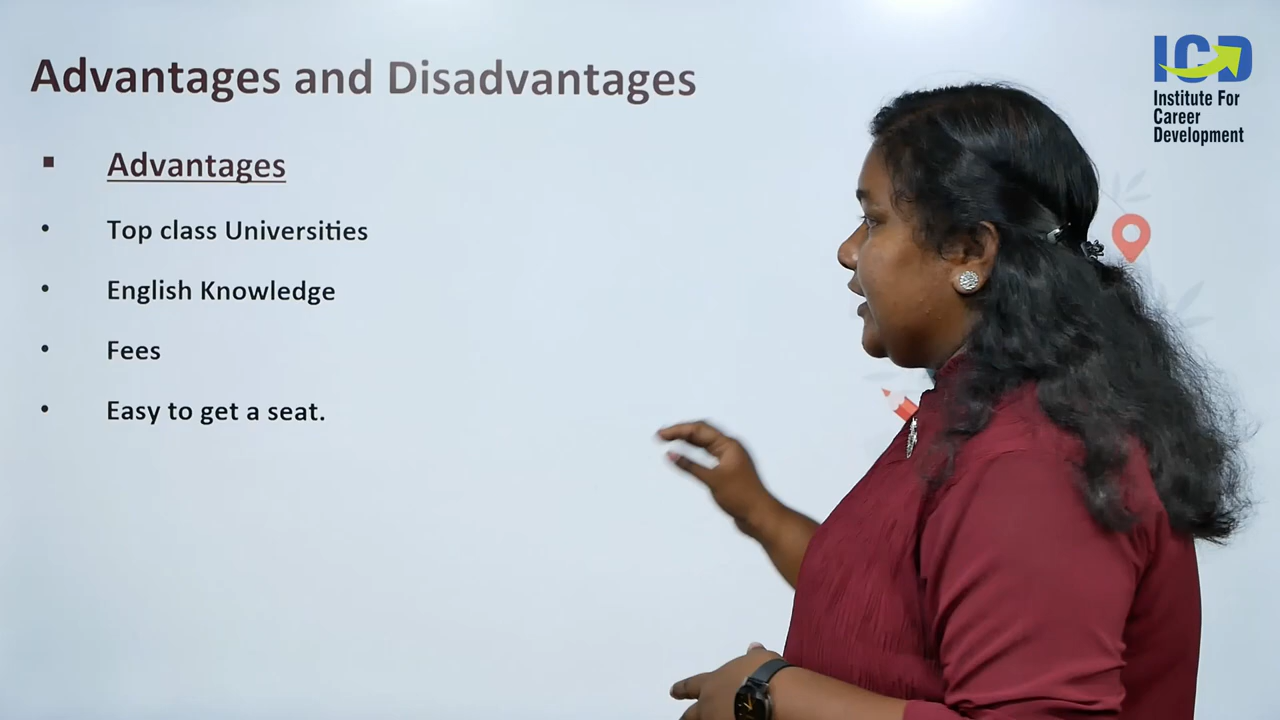 Advantages and Disadvantages
Advantages
Top class Universities
English Knowledge
Fees
Easy to get a seat.
ICD
Institute For
Career
Development